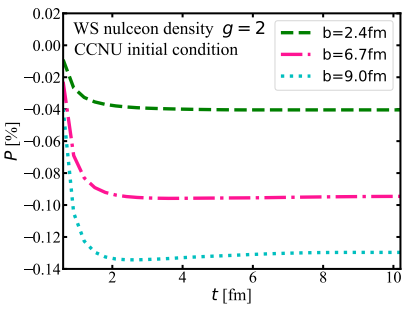 0.02
0.00
−0.02
−0.04
−0.06
−0.08
−0.10
−0.12
−0.14
P [%]
WS nulceon density g = 2
CCNU initial condition
b=2.4fm
b=6.7fm
b=9.0fm
2 4 6 8 10
t [fm]